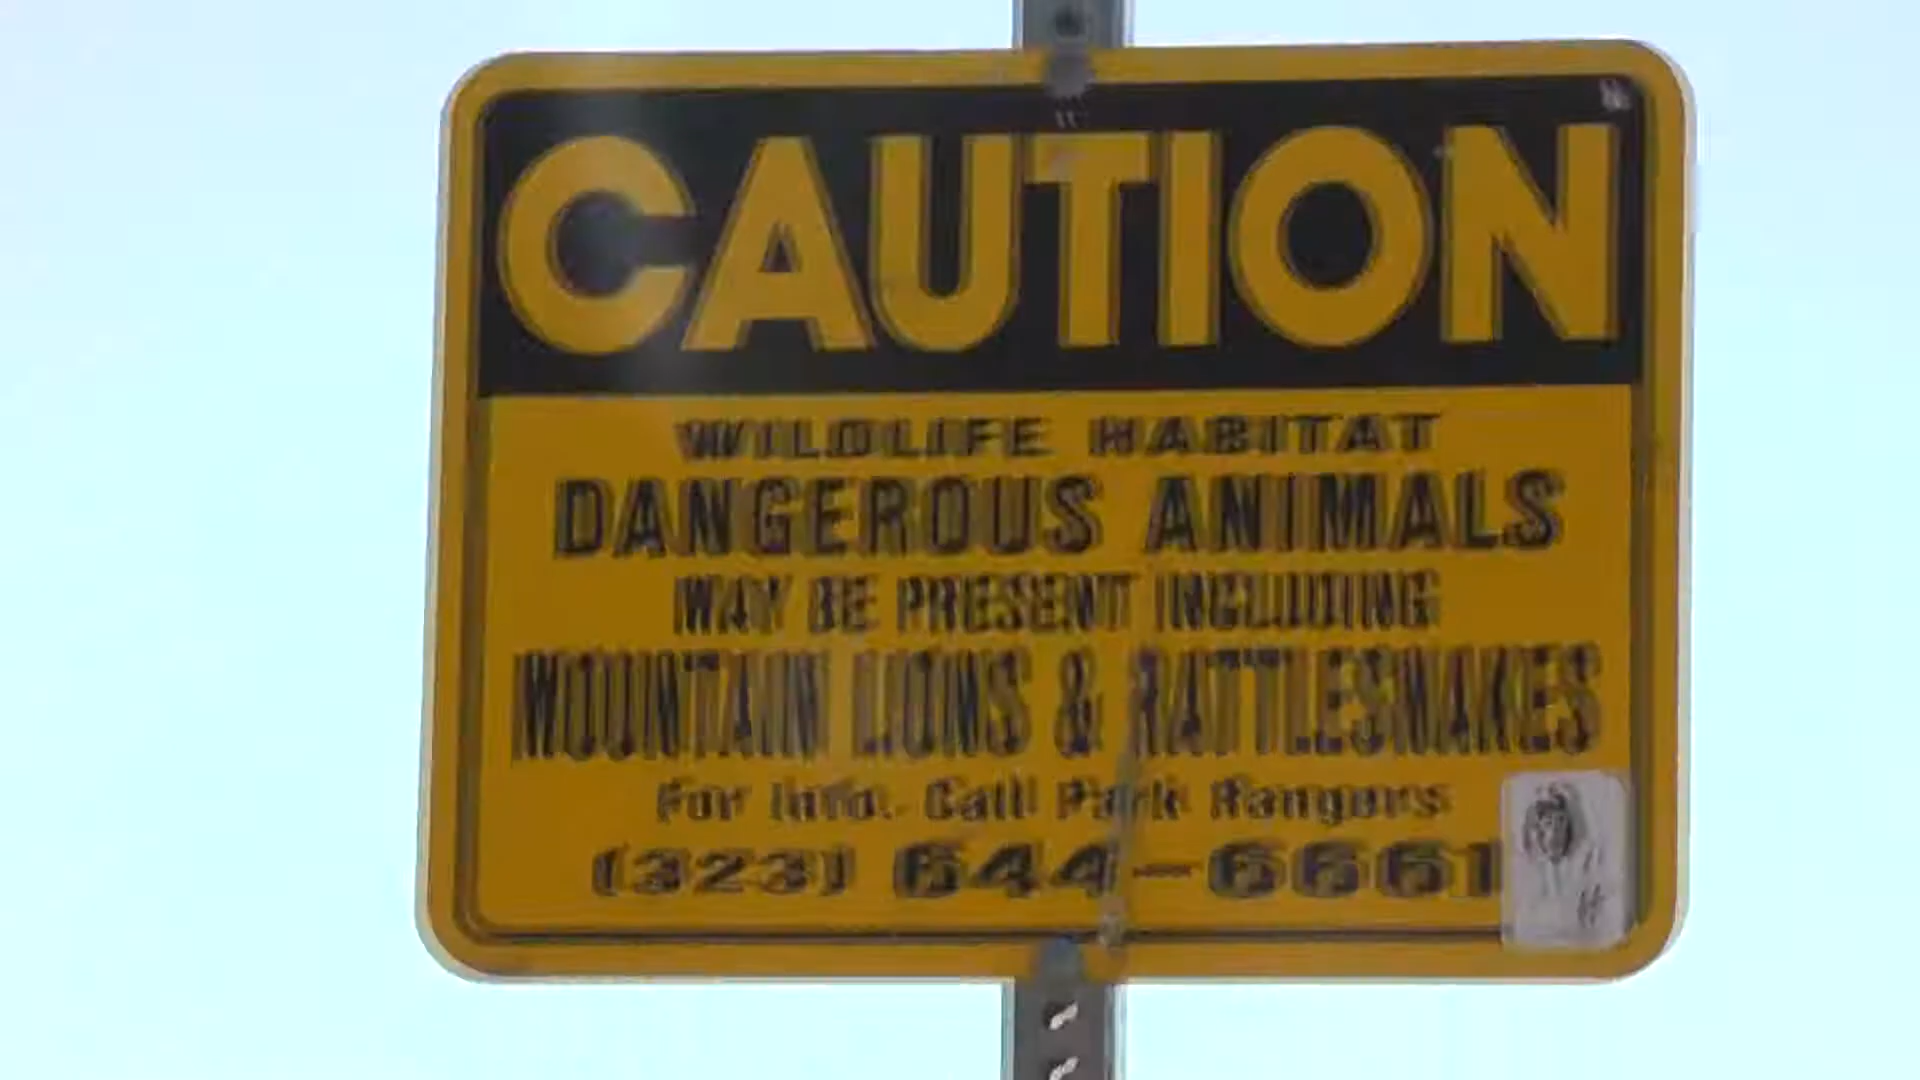 CAUTION
WILDLIFE HABITAT
DANGEROUS ANIMALS
MAY BE PRESENT INCLUDING
MOUNTAIN LIONS & RATTLESNAKES
For Info. Call Park Rangers
(323) 644-6661